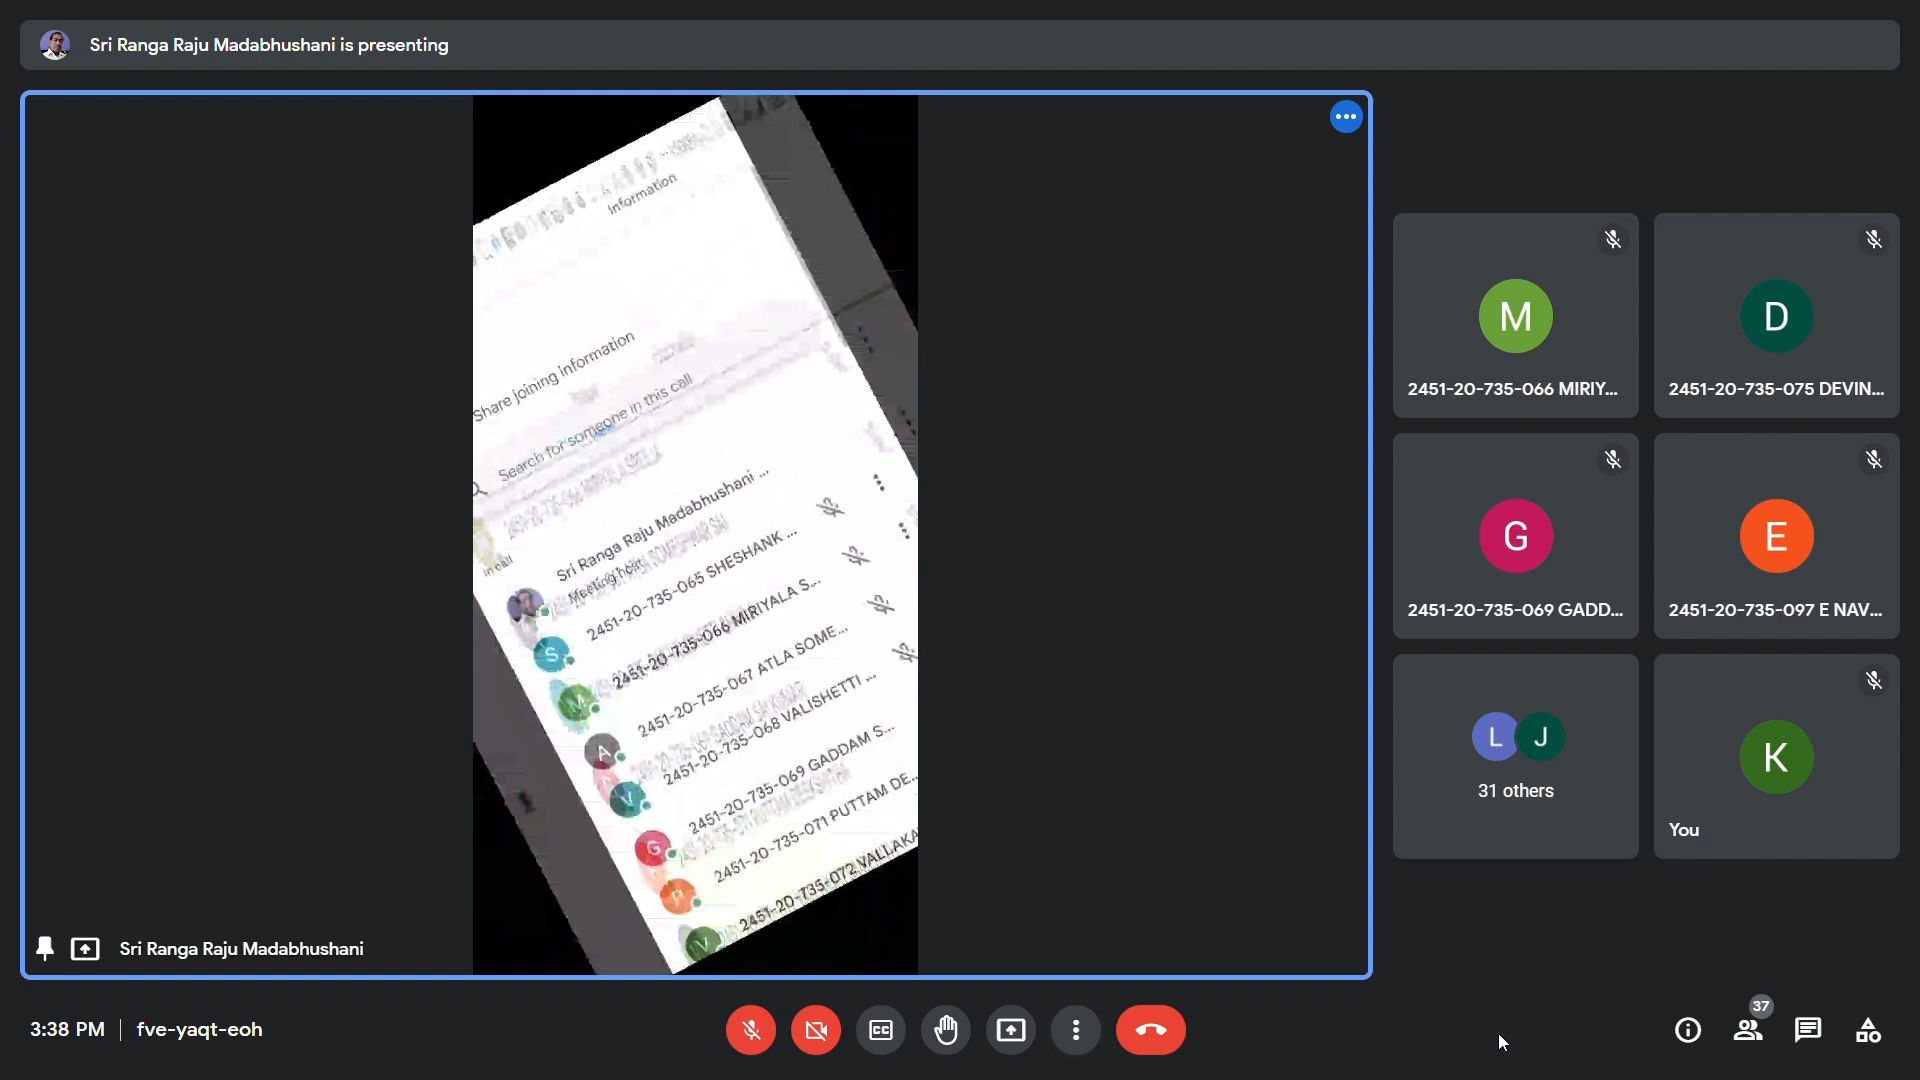 Sri Ranga Raju Madabhushani is presenting
Information
Share joining information
Search for someone in this call
In call
Sri Ranga Raju Madabhushani ...
Meeting host
S
2451-20-735-065 SHESHANK ...
M
2451-20-735-066 MIRIYALA S...
A
2451-20-735-067 ATLA SOME...
V
2451-20-735-068 VALISHETTI ...
G
2451-20-735-069 GADDAM S...
P
2451-20-735-071 PUTTAM DE...
V
2451-20-735-072 VALLAKA
Sri Ranga Raju Madabhushani
M
2451-20-735-066 MIRIY...
D
2451-20-735-075 DEVIN...
G
2451-20-735-069 GADD...
E
2451-20-735-097 E NAV...
L J
31 others
K
You
3:38 PM | fve-yaqt-eoh
CC
37